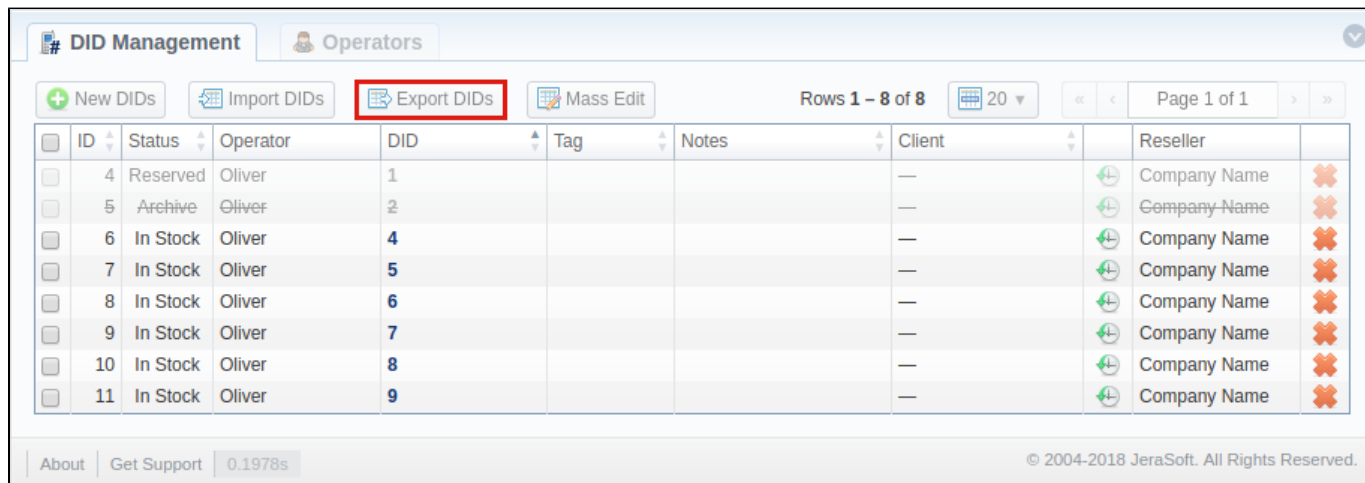 DID Management Operators
New DIDs Import DIDs Export DIDs Mass Edit Rows 1 – 8 of 8 20 « ‹ Page 1 of 1 › »
ID Status Operator DID Tag Notes Client Reseller
4 Reserved Oliver 1 — Company Name
5 Archive Oliver 2 — Company Name
6 In Stock Oliver 4 — Company Name
7 In Stock Oliver 5 — Company Name
8 In Stock Oliver 6 — Company Name
9 In Stock Oliver 7 — Company Name
10 In Stock Oliver 8 — Company Name
11 In Stock Oliver 9 — Company Name
About Get Support 0.1978s © 2004-2018 JeraSoft. All Rights Reserved.